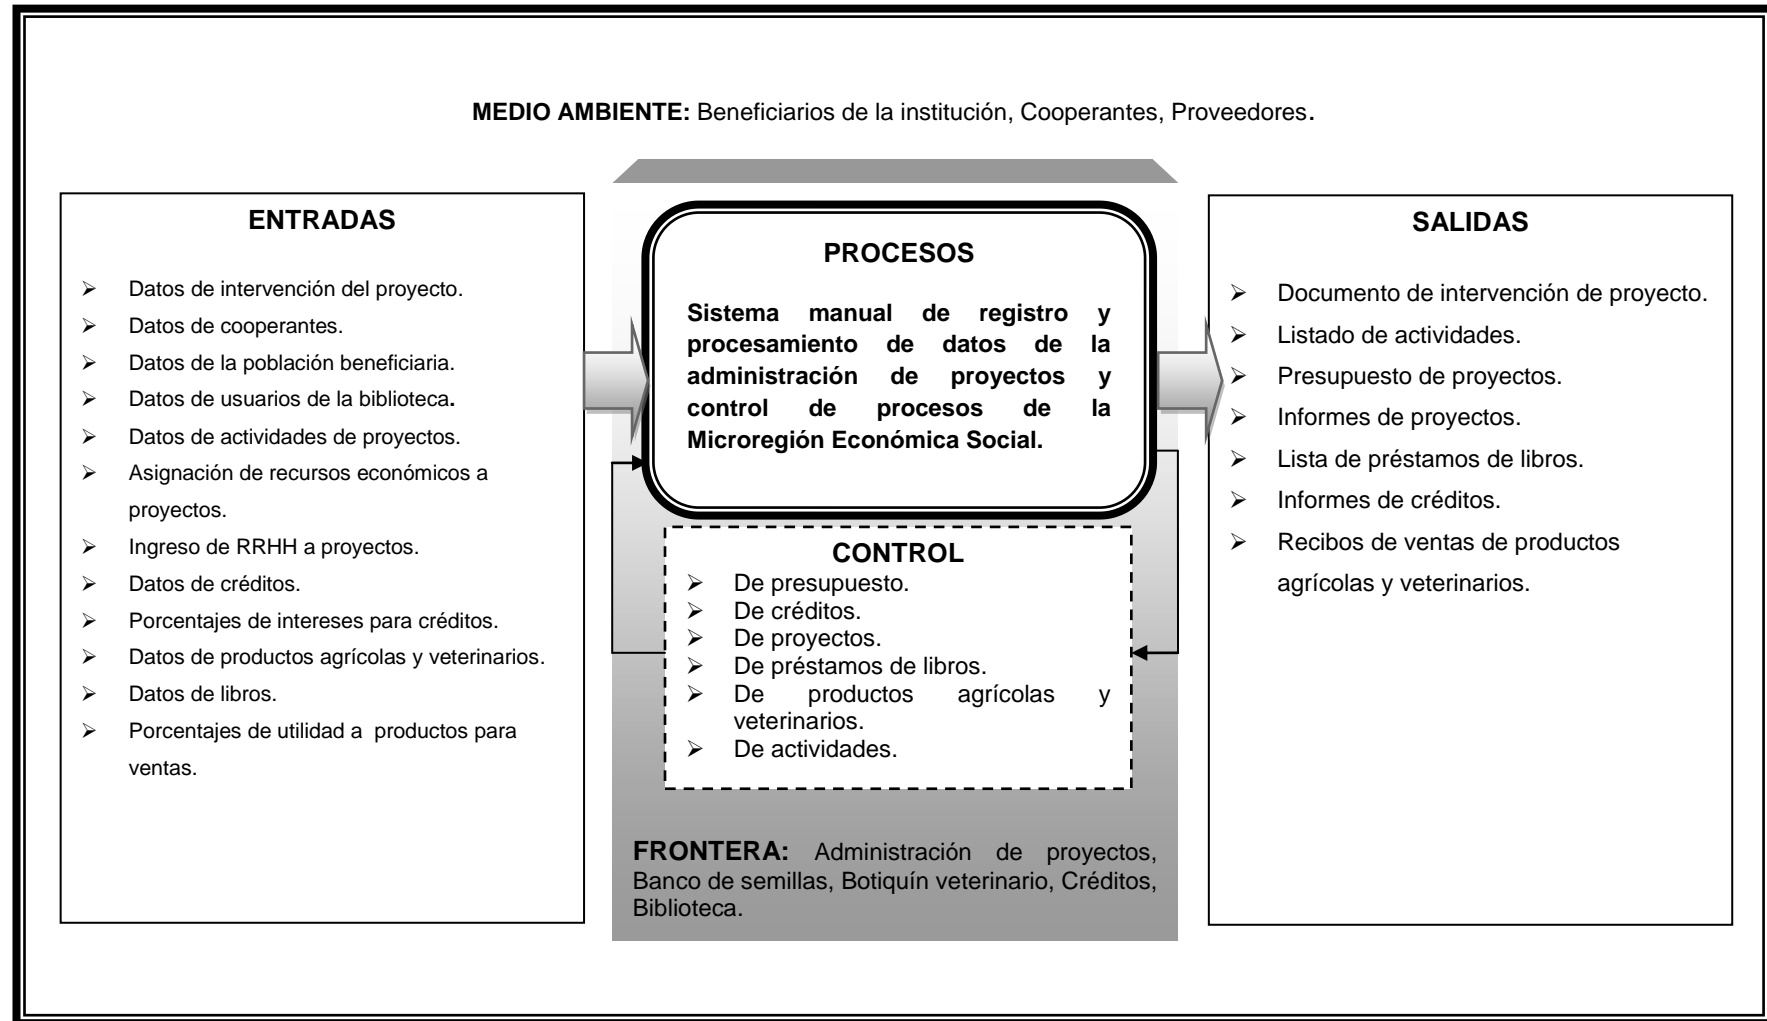 MEDIO AMBIENTE: Beneficiarios de la institución, Cooperantes, Proveedores.
ENTRADAS
➢ Datos de intervención del proyecto.
➢ Datos de cooperantes.
➢ Datos de la población beneficiaria.
➢ Datos de usuarios de la biblioteca.
➢ Datos de actividades de proyectos.
➢ Asignación de recursos económicos a
proyectos.
➢ Ingreso de RRHH a proyectos.
➢ Datos de créditos.
➢ Porcentajes de intereses para créditos.
➢ Datos de productos agrícolas y veterinarios.
➢ Datos de libros.
➢ Porcentajes de utilidad a productos para
ventas.
PROCESOS
Sistema manual de registro y
procesamiento de datos de la
administración de proyectos y
control de procesos de la
Microregión Económica Social.
CONTROL
➢ De presupuesto.
➢ De créditos.
➢ De proyectos.
➢ De préstamos de libros.
➢ De productos agrícolas y
veterinarios.
➢ De actividades.
FRONTERA: Administración de proyectos,
Banco de semillas, Botiquín veterinario, Créditos,
Biblioteca.
SALIDAS
➢ Documento de intervención de proyecto.
➢ Listado de actividades.
➢ Presupuesto de proyectos.
➢ Informes de proyectos.
➢ Lista de préstamos de libros.
➢ Informes de créditos.
➢ Recibos de ventas de productos
agrícolas y veterinarios.